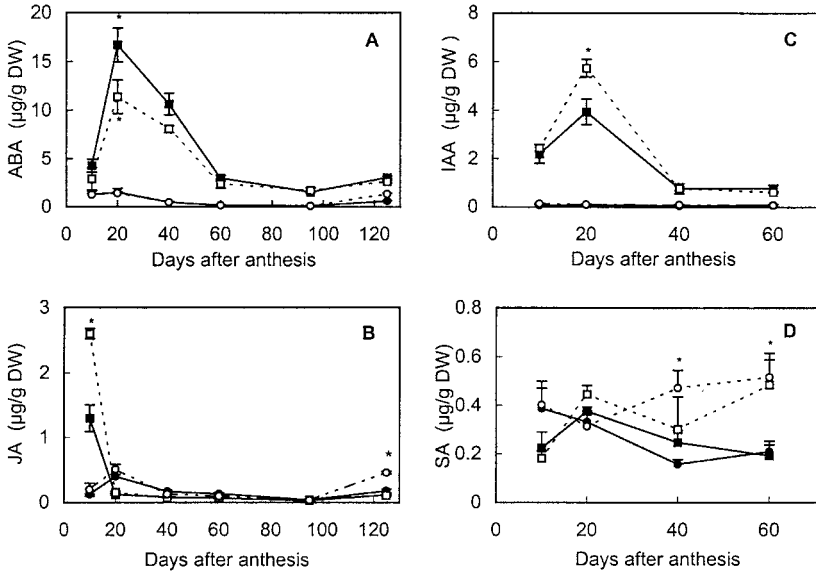 A
ABA (µg/g DW)
20
15
10
5
0
0 20 40 60 80 100 120
Days after anthesis
*
*
C
IAA (µg/g DW )
8
6
4
2
0
0 20 40 60
Days after anthesis
*
B
JA (µg/g DW)
3
2
1
0
0 20 40 60 80 100 120
Days after anthesis
*
*
D
SA (µg/g DW)
0.8
0.6
0.4
0.2
0
0 20 40 60
Days after anthesis
*
*